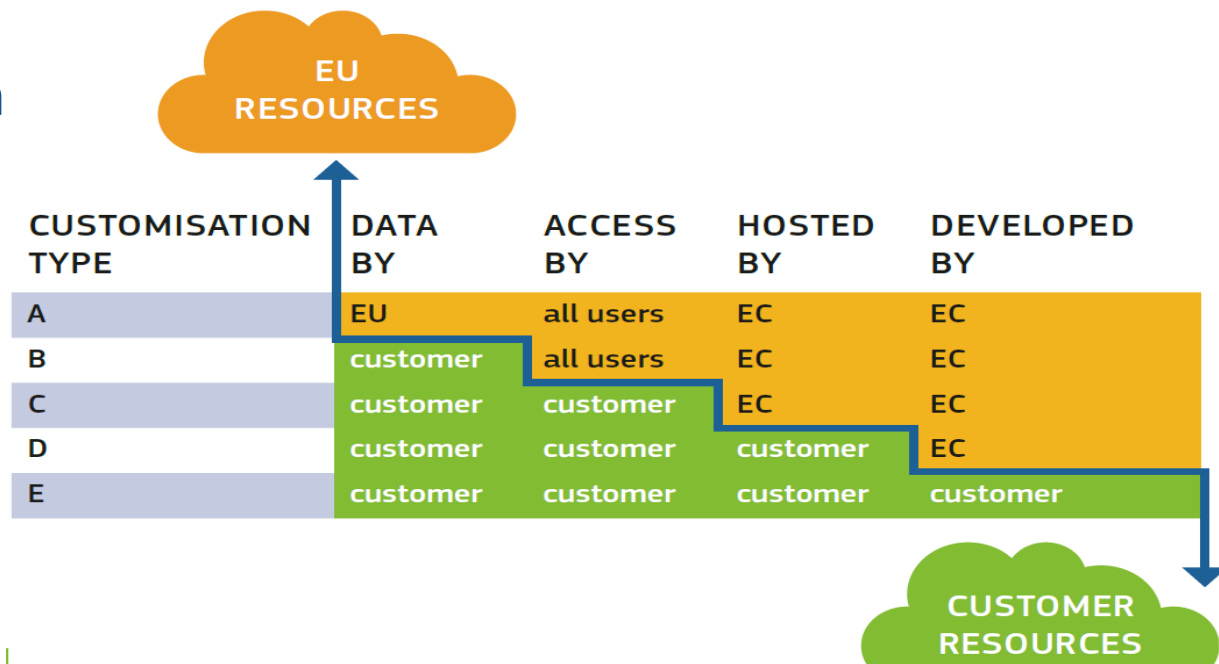 EU
RESOURCES
CUSTOMISATION TYPE DATA BY ACCESS BY HOSTED BY DEVELOPED BY
A EU all users EC EC
B customer all users EC EC
C customer customer EC EC
D customer customer customer EC
E customer customer customer customer
CUSTOMER
RESOURCES